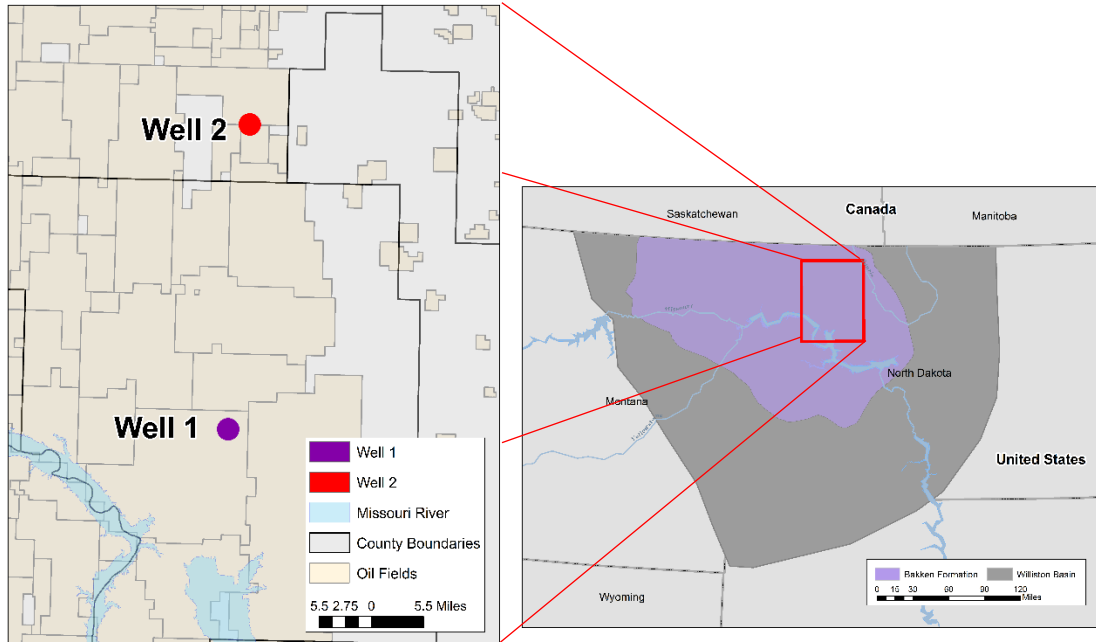 Well 2
Well 1
Well 1
Well 2
Missouri River
County Boundaries
Oil Fields
5.5 2.75 0 5.5 Miles
Canada
Saskatchewan
Manitoba
Missouri
North Dakota
Montana
Yellowstone
United States
Wyoming
Bakken Formation
Williston Basin
0 15 30 60 90 120
Miles